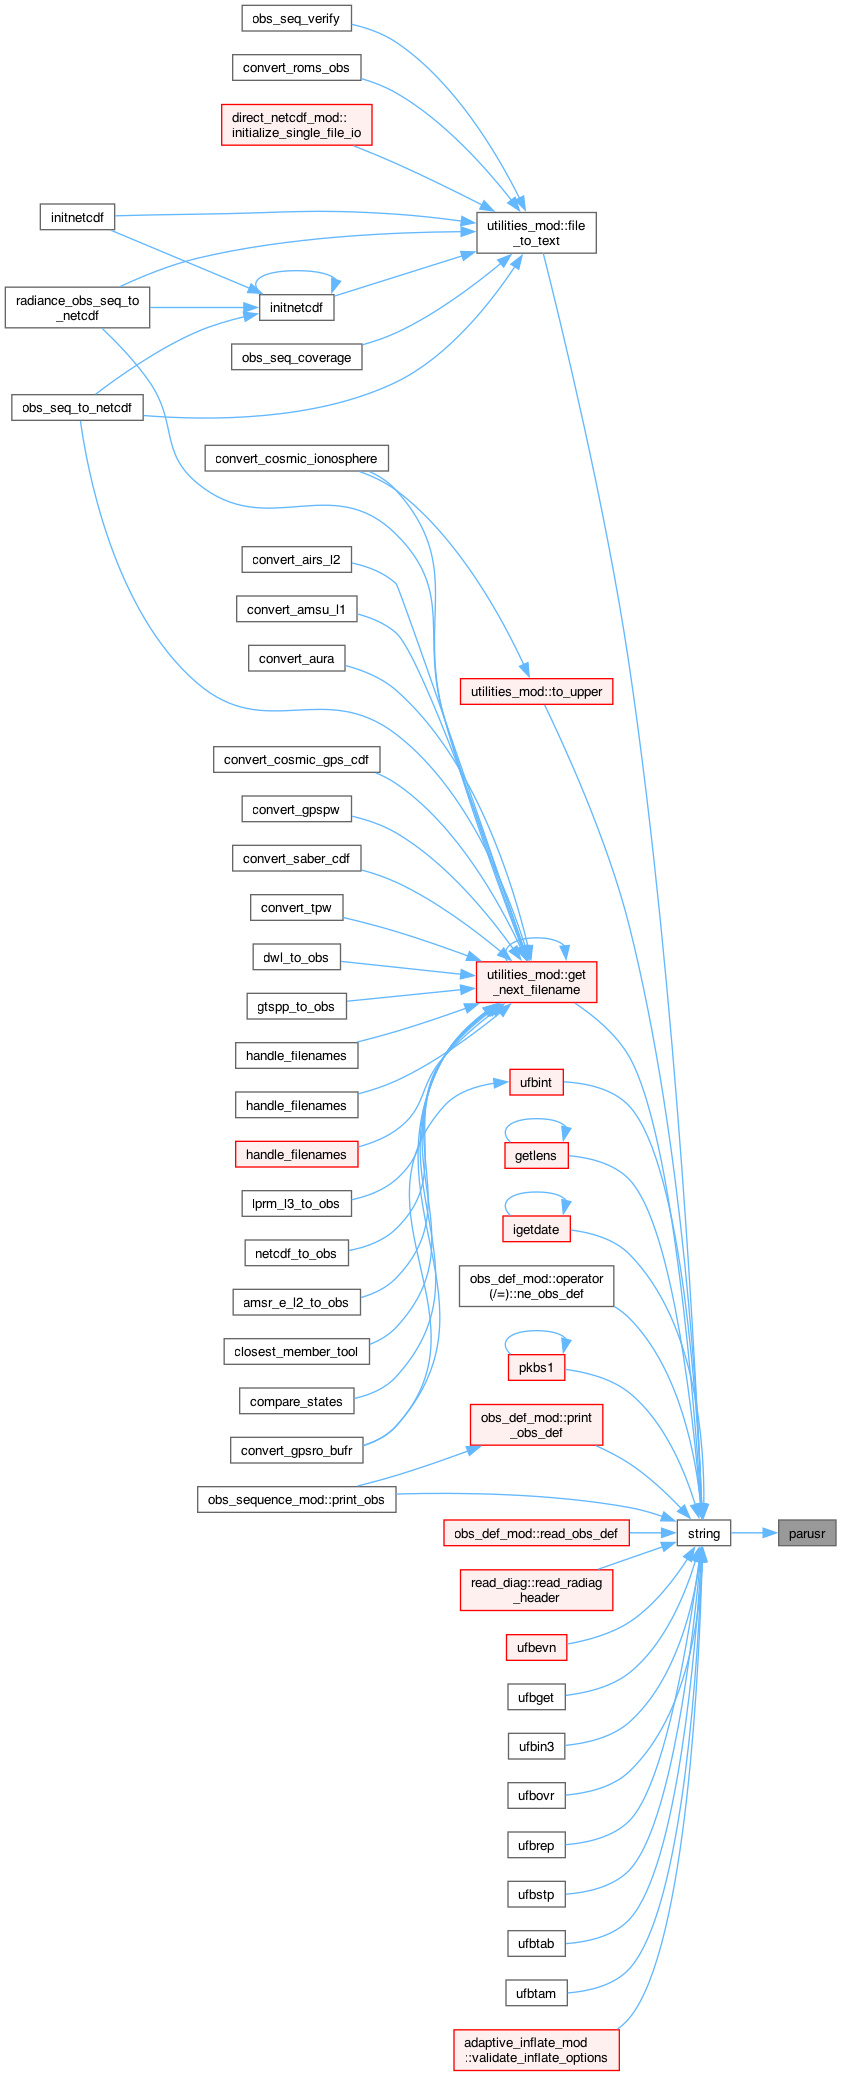 obs_seq_verify
convert_roms_obs
direct_netcdf_mod::
initialize_single_file_io
initnetcdf
utilities_mod::file
_to_text
radiance_obs_seq_to
_netcdf
initnetcdf
obs_seq_coverage
obs_seq_to_netcdf
convert_cosmic_ionosphere
convert_airs_l2
convert_amsu_l1
convert_aura
utilities_mod::to_upper
convert_cosmic_gps_cdf
convert_gpspw
convert_saber_cdf
convert_tpw
dwl_to_obs
utilities_mod::get
_next_filename
gtspp_to_obs
handle_filenames
ufbint
handle_filenames
handle_filenames
getlens
lprm_l3_to_obs
igetdate
netcdf_to_obs
obs_def_mod::operator
(/=)::ne_obs_def
amsr_e_l2_to_obs
closest_member_tool
pkbs1
compare_states
obs_def_mod::print
_obs_def
convert_gpsro_bufr
obs_sequence_mod::print_obs
obs_def_mod::read_obs_def
string
parusr
read_diag::read_radiag
_header
ufbevn
ufbget
ufbin3
ufbovr
ufbrep
ufbstp
ufbtab
ufbtam
adaptive_inflate_mod
::validate_inflate_options